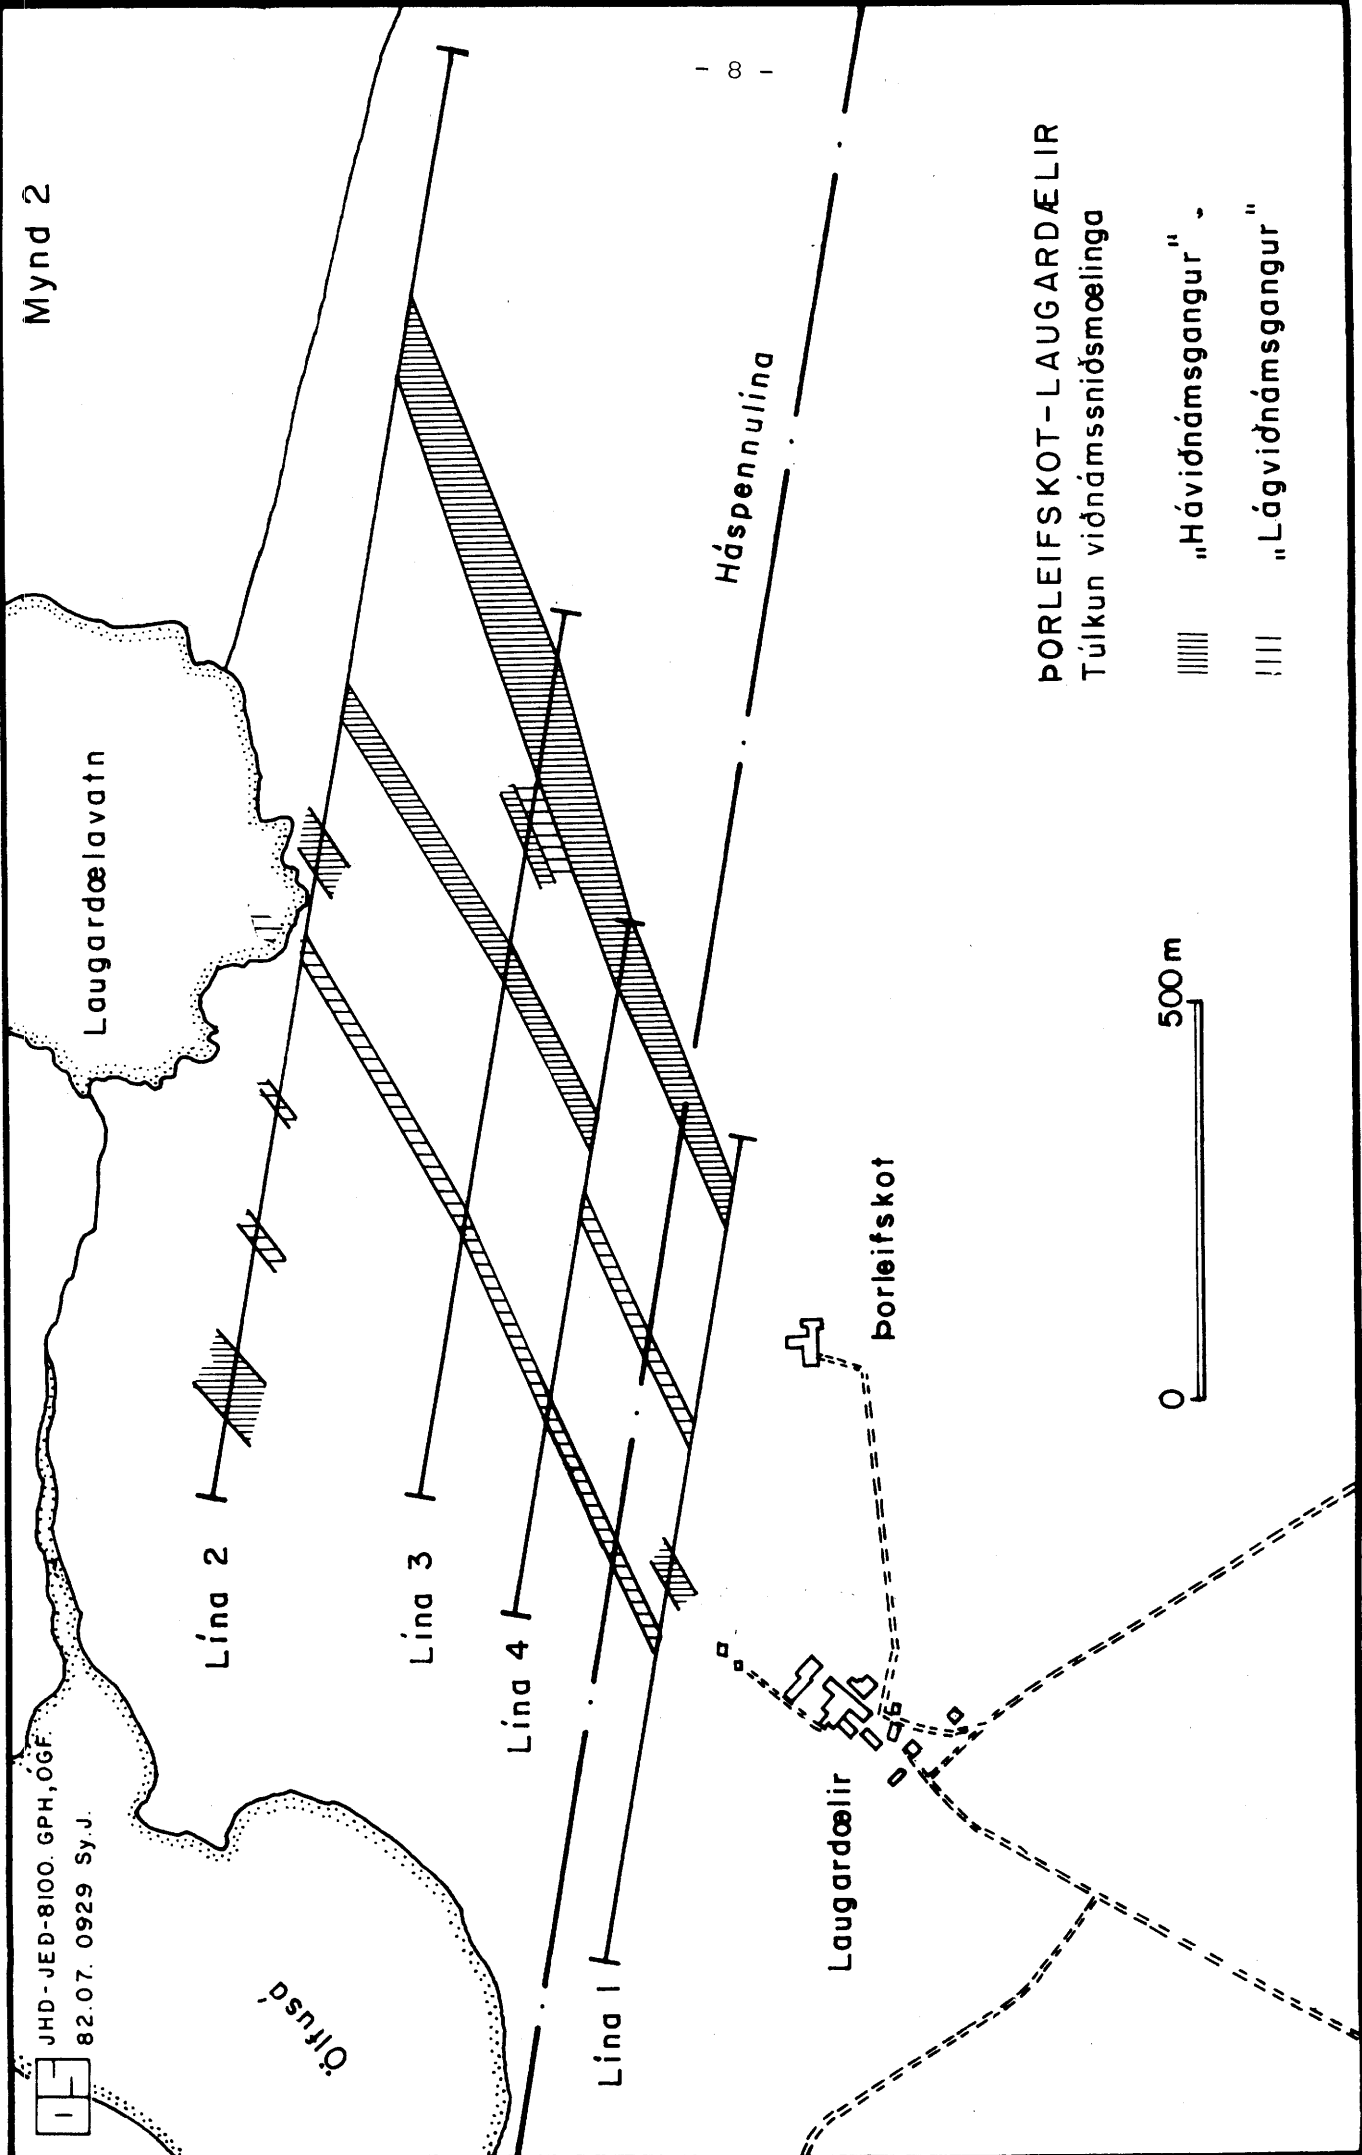 - 8 -
Mynd 2
JHD-JED-8100. GPH, OGF.
82.07. 0929 Sy.J.
Laugardælavatn
Ölfusá
Lína 2
Lína 3
Lína 4
Lína 1
Háspennulína
Þorleifskot
Laugardælir
ÞORLEIFSKOT-LAUGARDÆLIR
Túlkun viðnámssniðsmælinga
„Háviðnámsgangur"
„Lágviðnámsgangur"
0 500 m